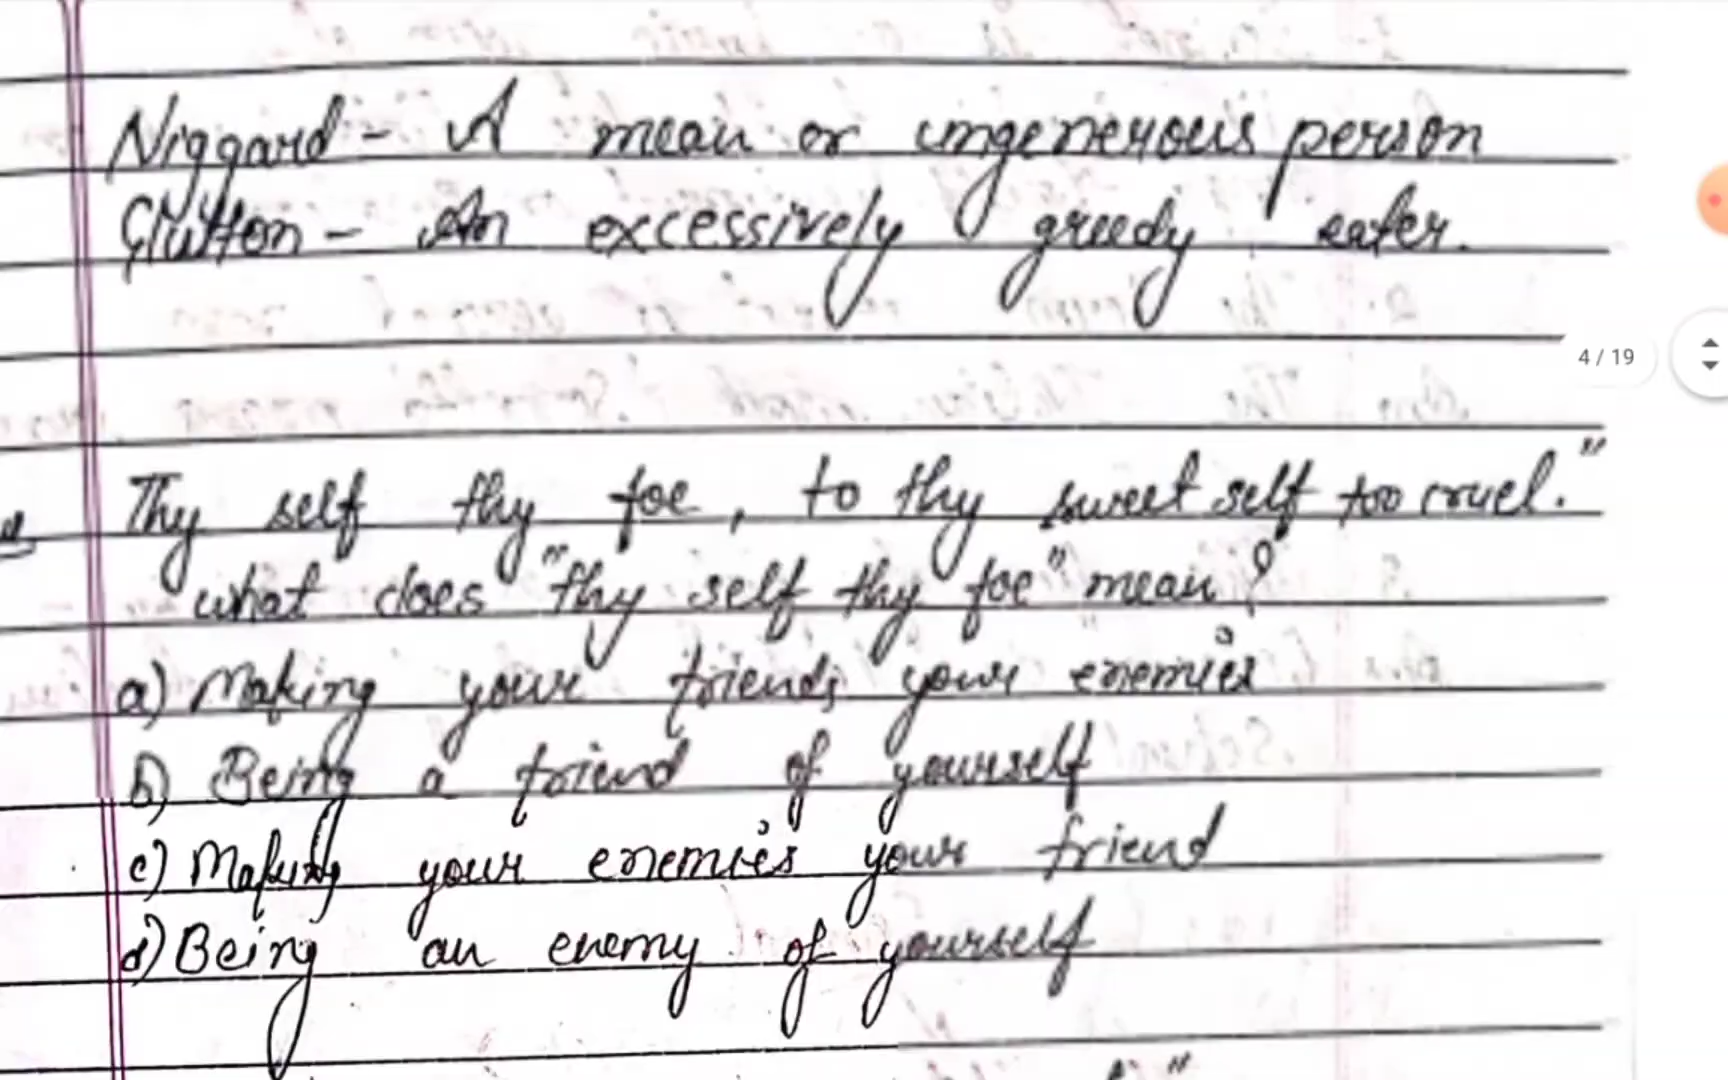 Niggard - A mean or ungenerous person
Glutton - An excessively greedy eater.
4 / 19
Thy self thy foe, to thy sweet self too cruel."
what does "thy self thy foe" mean?
a) Making your friends your enemies
b) Being a friend of yourself
c) Making your enemies your friend
d) Being an enemy of yourself